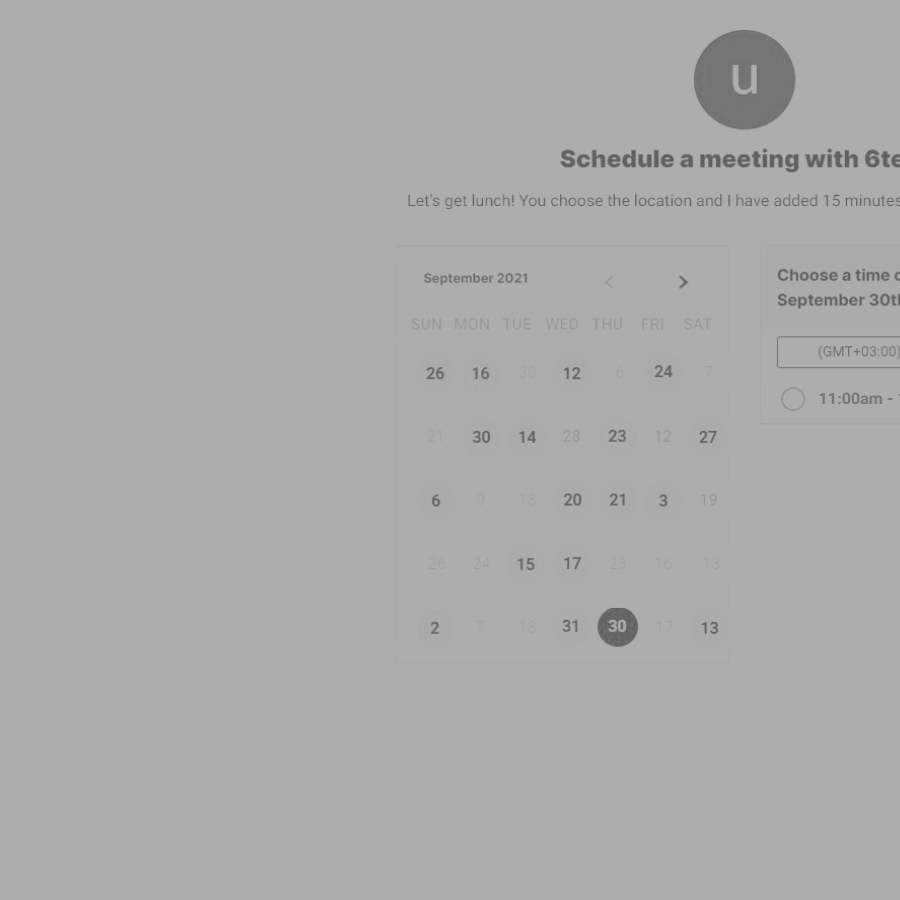 u
Schedule a meeting with 6te
Let's get lunch! You choose the location and I have added 15 minutes
September 2021
SUN MON TUE WED THU FRI SAT
26 16 30 12 6 24 7
21 30 14 28 23 12 27
6 9 18 20 21 3 19
26 24 15 17 23 16 13
2 7 18 31 30 17 13
Choose a time o
September 30th
(GMT+03:00)
11:00am - 1